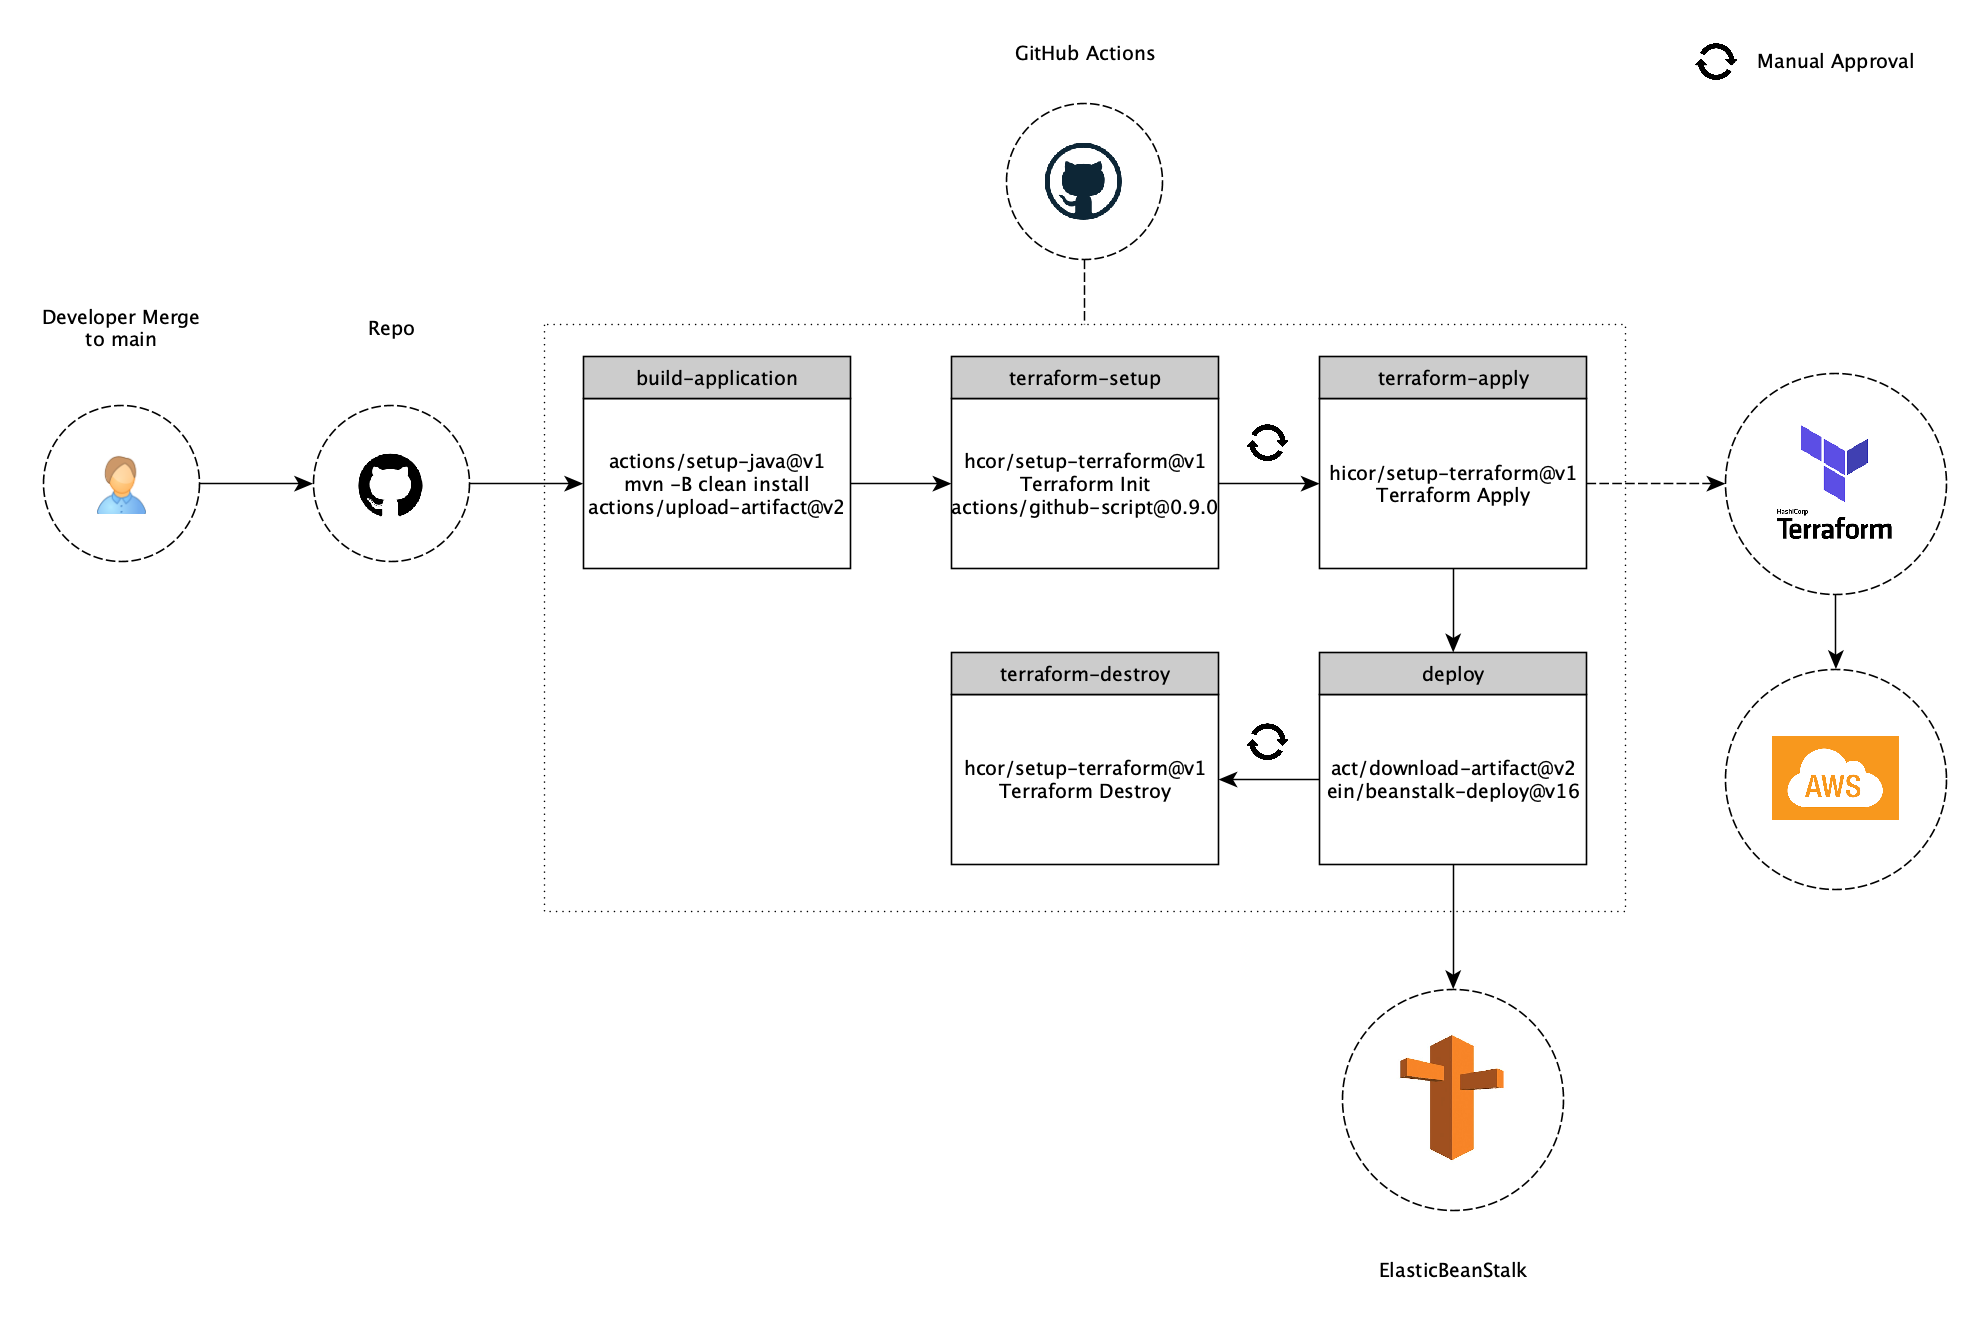 GitHub Actions
Manual Approval
Developer Merge
to main
Repo
build-application
actions/setup-java@v1
mvn -B clean install
actions/upload-artifact@v2
terraform-setup
hcor/setup-terraform@v1
Terraform Init
actions/github-script@0.9.0
terraform-apply
hicor/setup-terraform@v1
Terraform Apply
HashiCorp
Terraform
terraform-destroy
hcor/setup-terraform@v1
Terraform Destroy
deploy
act/download-artifact@v2
ein/beanstalk-deploy@v16
AWS
ElasticBeanStalk